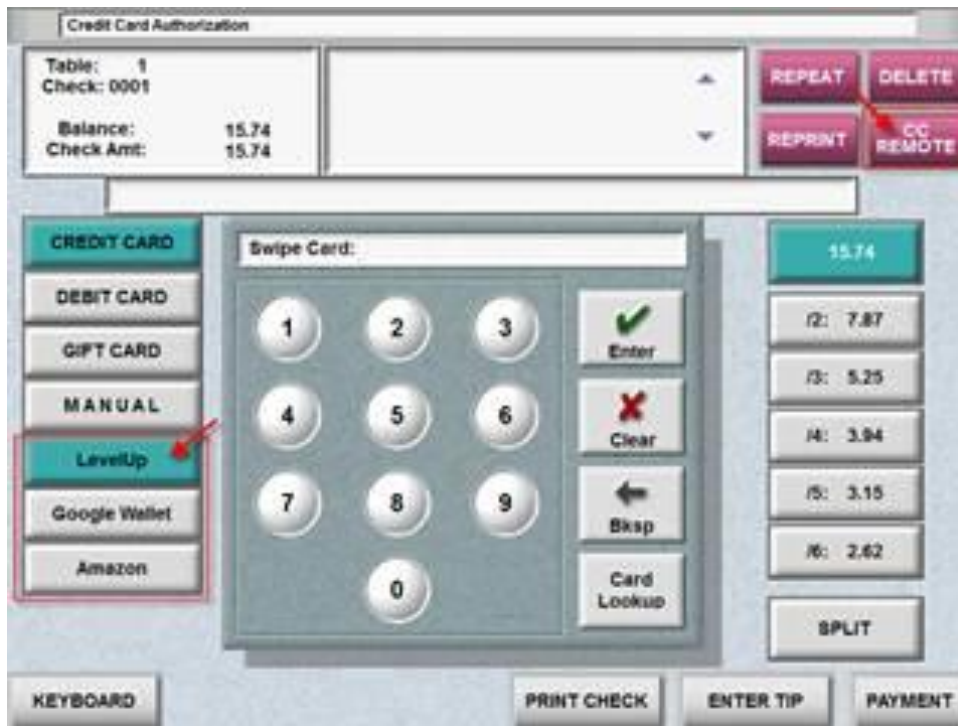 Credit Card Authorization
Table: 1
Check: 0001
Balance: 15.74
Check Amt: 15.74
REPEAT
DELETE
REPRINT
CC
REMOTE
CREDIT CARD
DEBIT CARD
GIFT CARD
MANUAL
LevelUp
Google Wallet
Amazon
Swipe Card:
1 2 3
4 5 6
7 8 9
0
Enter
Clear
Bksp
Card
Lookup
15.74
/2: 7.87
/3: 5.25
/4: 3.94
/5: 3.15
/6: 2.62
SPLIT
KEYBOARD
PRINT CHECK
ENTER TIP
PAYMENT